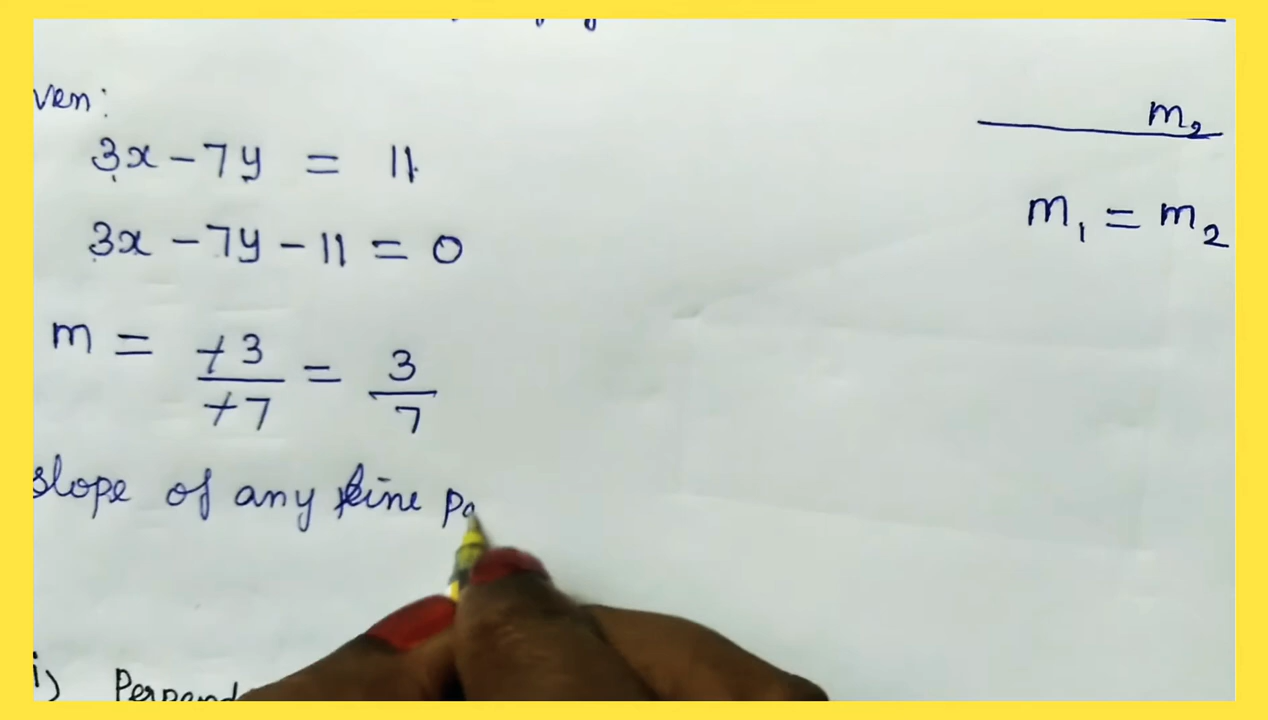 ven:
3x - 7y = 11
3x - 7y - 11 = 0
m = +3/+7 = 3/7
slope of any line pa
i) Perpend
m2
m1 = m2